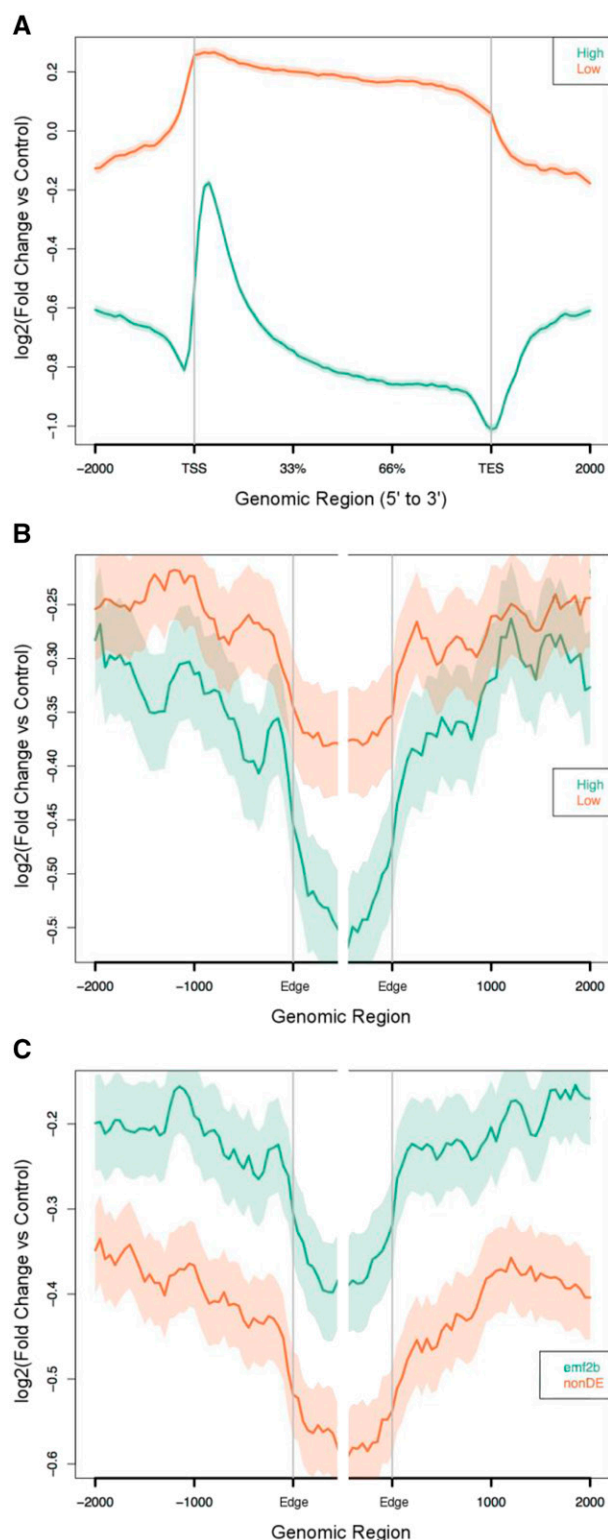 A
High
Low
log2(Fold Change vs Control)
0.2
0.0
−0.2
−0.4
−0.6
−0.8
−1.0
−2000 TSS 33% 66% TES 2000
Genomic Region (5' to 3')
B
High
Low
log2(Fold Change vs Control)
−0.25
−0.30
−0.35
−0.40
−0.45
−0.50
−0.5
−2000 −1000 Edge Edge 1000 2000
Genomic Region
C
emf2b
nonDE
log2(Fold Change vs Control)
−0.2
−0.3
−0.4
−0.5
−0.6
−2000 −1000 Edge Edge 1000 2000
Genomic Region